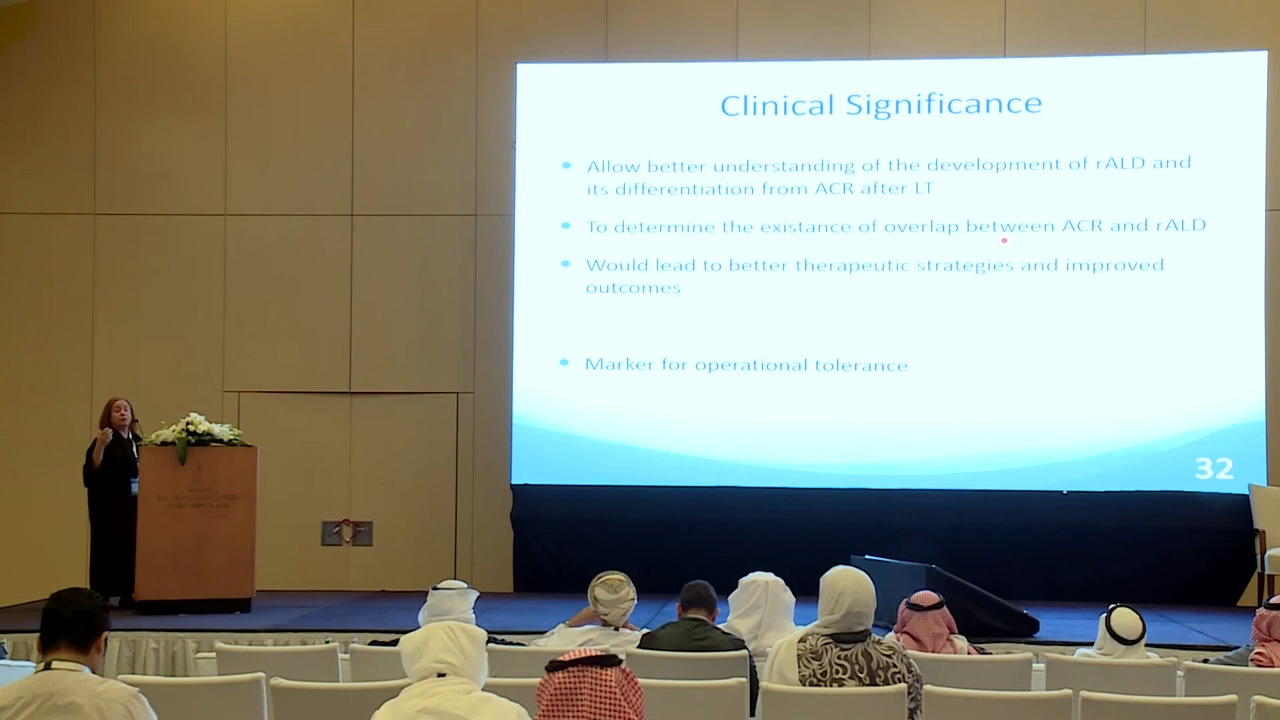 Clinical Significance
Allow better understanding of the development of rALD and
its differentiation from ACR after LT
To determine the existance of overlap between ACR and rALD
Would lead to better therapeutic strategies and improved
outcomes
Marker for operational tolerance
32